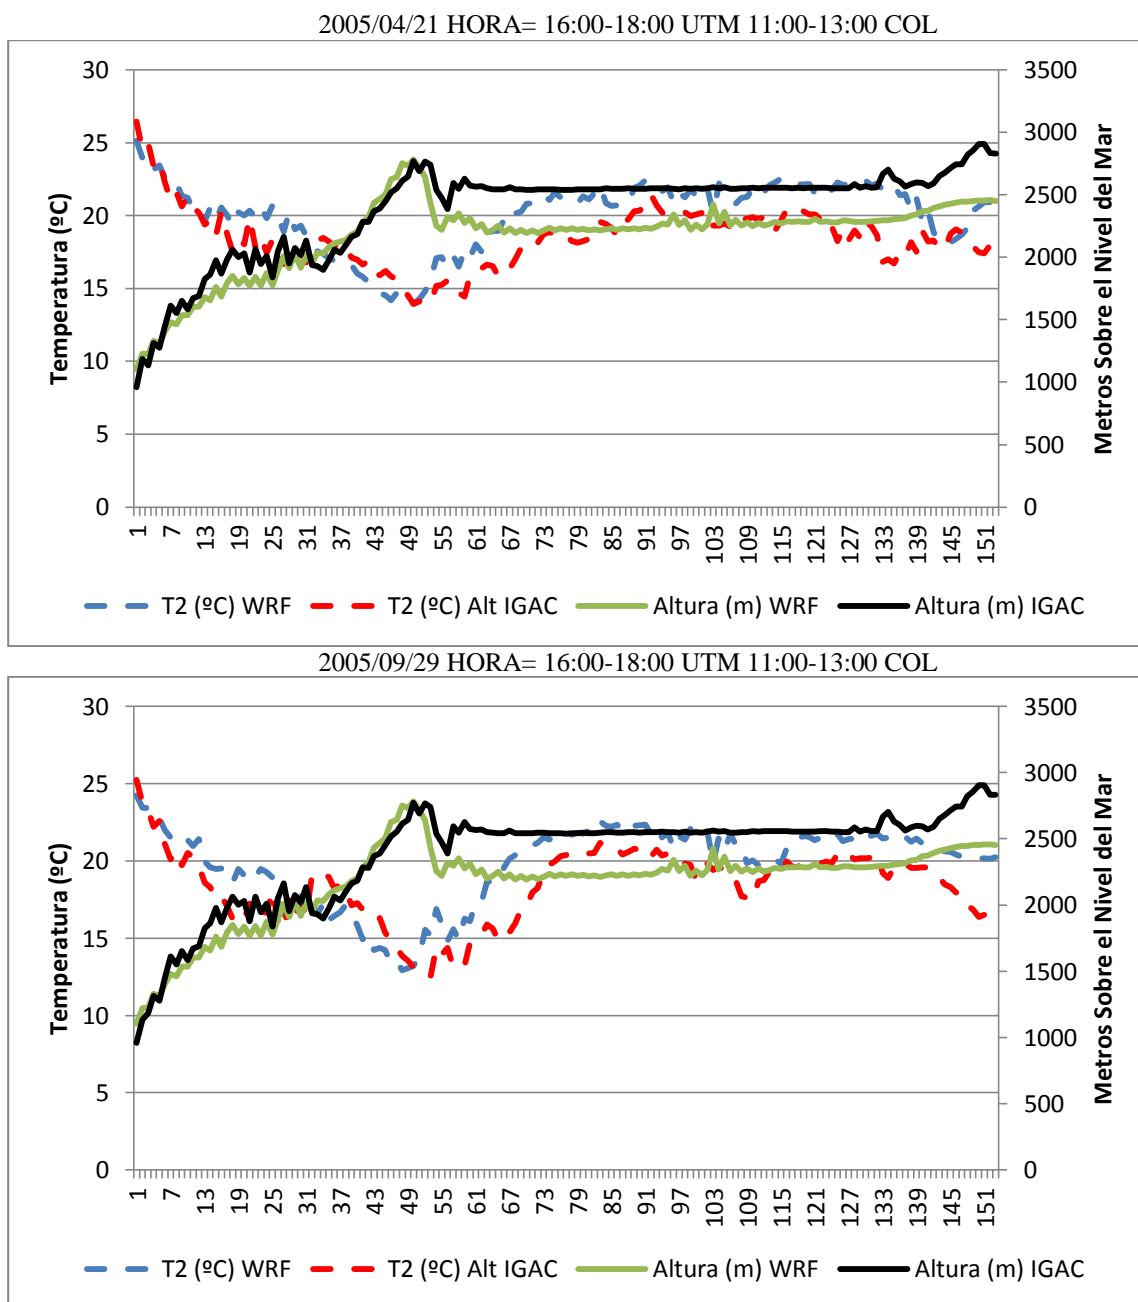 2005/04/21 HORA= 16:00-18:00 UTM 11:00-13:00 COL
30 3500
25 3000
20 2500
15 2000
10 1500
5 1000
0 500
0
Temperatura (ºC)
Metros Sobre el Nivel del Mar
1 7 13 19 25 31 37 43 49 55 61 67 73 79 85 91 97 103 109 115 121 127 133 139 145 151
T2 (ºC) WRF T2 (ºC) Alt IGAC Altura (m) WRF Altura (m) IGAC
2005/09/29 HORA= 16:00-18:00 UTM 11:00-13:00 COL
30 3500
25 3000
20 2500
15 2000
10 1500
5 1000
0 500
0
Temperatura (ºC)
Metros Sobre el Nivel del Mar
1 7 13 19 25 31 37 43 49 55 61 67 73 79 85 91 97 103 109 115 121 127 133 139 145 151
T2 (ºC) WRF T2 (ºC) Alt IGAC Altura (m) WRF Altura (m) IGAC